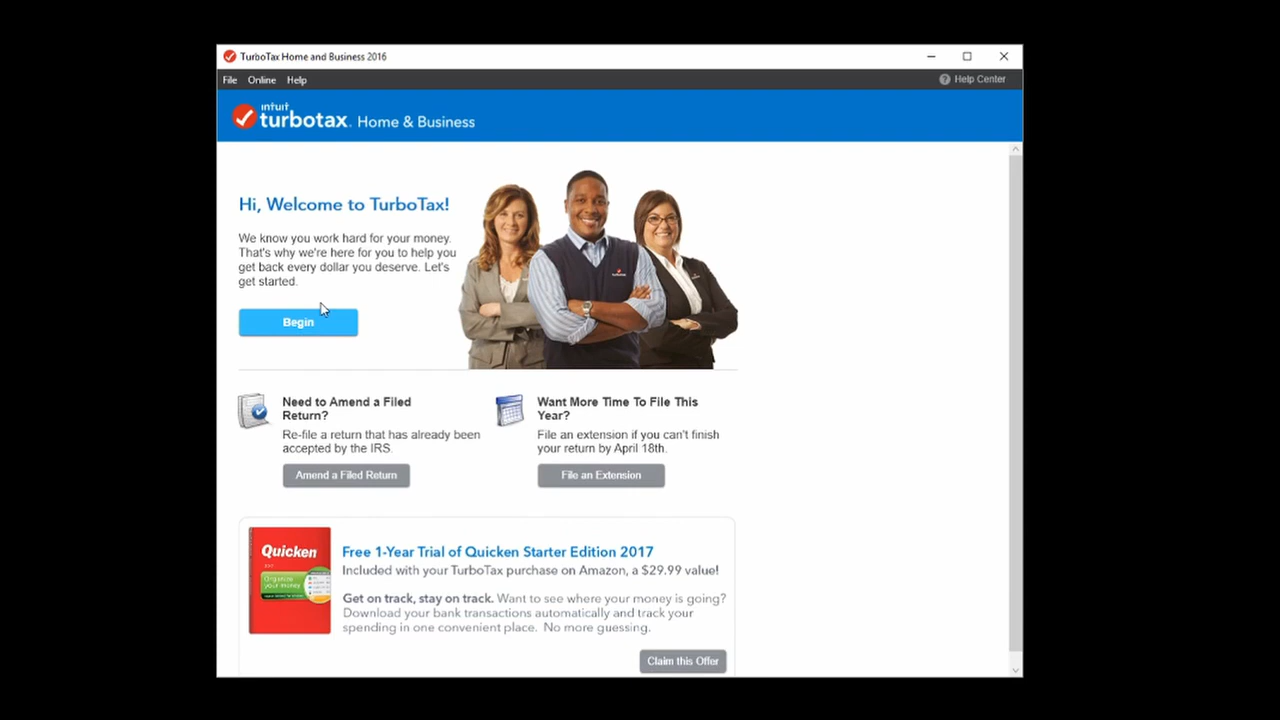 TurboTax Home and Business 2016
File Online Help
Help Center
intuit
turbotax. Home & Business
Hi, Welcome to TurboTax!
We know you work hard for your money.
That's why we're here for you to help you
get back every dollar you deserve. Let's
get started.
Begin
Need to Amend a Filed
Return?
Re-file a return that has already been
accepted by the IRS.
Amend a Filed Return
Want More Time To File This
Year?
File an extension if you can't finish
your return by April 18th.
File an Extension
Quicken
Organize
your money
Free 1-Year Trial of Quicken Starter Edition 2017
Included with your TurboTax purchase on Amazon, a $29.99 value!
Get on track, stay on track. Want to see where your money is going?
Download your bank transactions automatically and track your
spending in one convenient place. No more guessing.
Claim this Offer